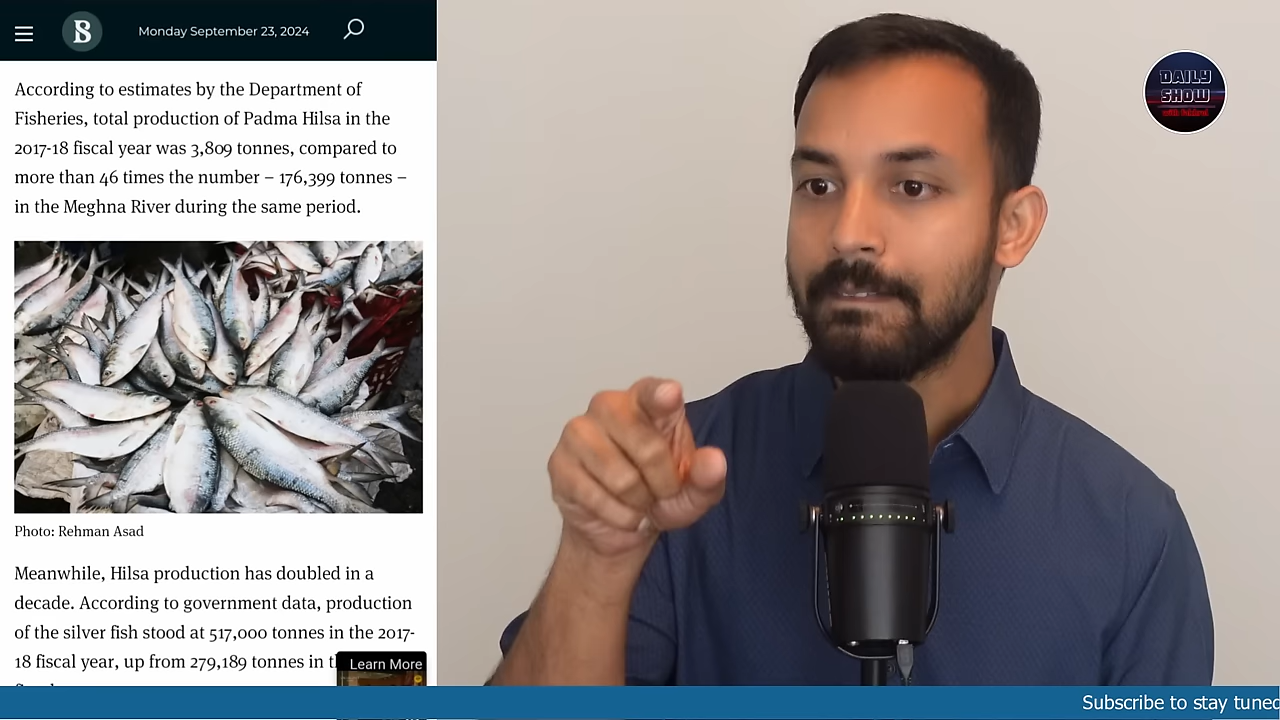 B
Monday September 23, 2024
According to estimates by the Department of
Fisheries, total production of Padma Hilsa in the
2017-18 fiscal year was 3,809 tonnes, compared to
more than 46 times the number – 176,399 tonnes –
in the Meghna River during the same period.
Photo: Rehman Asad
Meanwhile, Hilsa production has doubled in a
decade. According to government data, production
of the silver fish stood at 517,000 tonnes in the 2017-
18 fiscal year, up from 279,189 tonnes in
Learn More
DAILY
SHOW
Subscribe to stay tuned